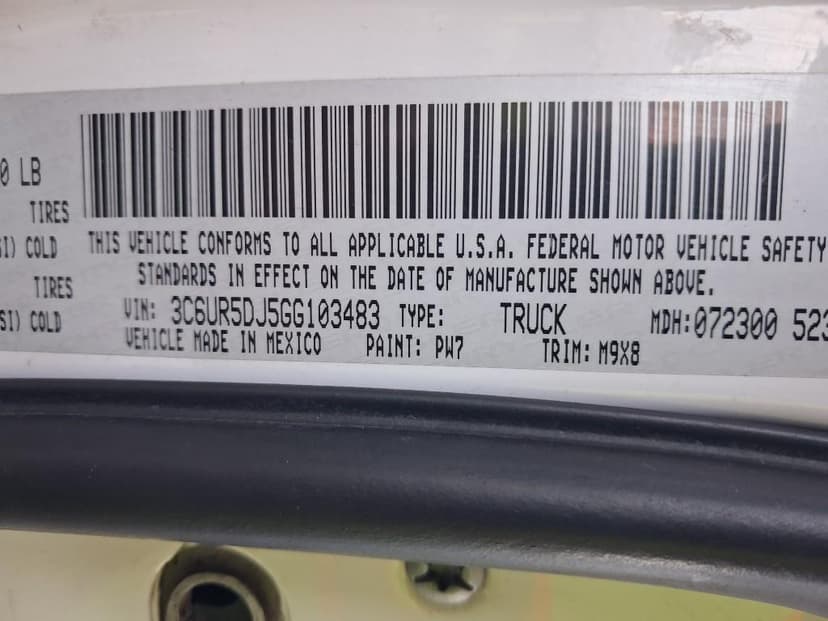 0 LB
TIRES
SI) COLD
TIRES
SI) COLD
THIS VEHICLE CONFORMS TO ALL APPLICABLE U.S.A. FEDERAL MOTOR VEHICLE SAFETY
STANDARDS IN EFFECT ON THE DATE OF MANUFACTURE SHOWN ABOVE.
VIN: 3C6UR5DJ5GG103483 TYPE: TRUCK MDH:072300 523
VEHICLE MADE IN MEXICO PAINT: PW7 TRIM: M9X8